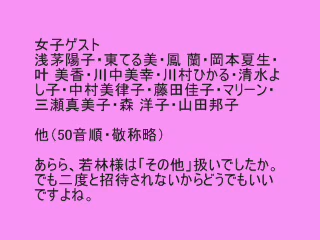 女子ゲスト
浅茅陽子・東てる美・鳳 蘭・岡本夏生・
叶 美香・川中美幸・川村ひかる・清水よ
し子・中村美律子・藤田佳子・マリーン・
三瀬真美子・森 洋子・山田邦子
他（50音順・敬称略）
あらら、若林様は「その他」扱いでしたか。
でも二度と招待されないからどうでもいい
ですよね。